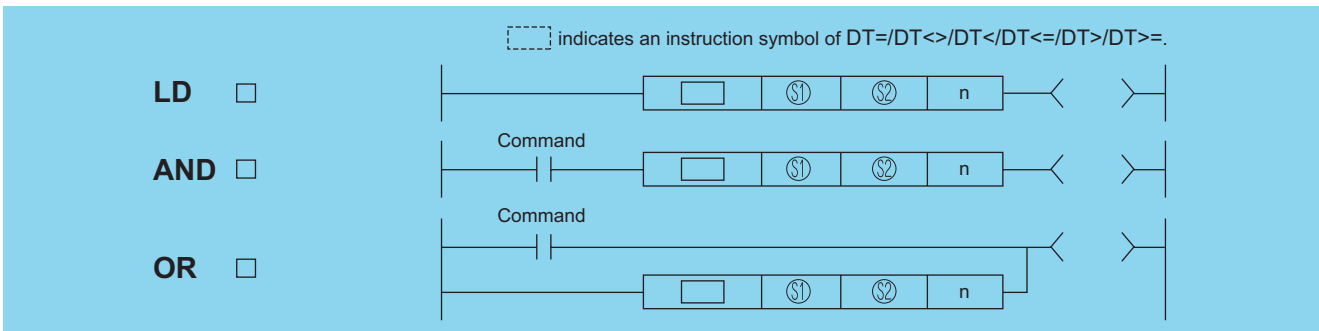 indicates an instruction symbol of DT=/DT<>/DT</DT<=/DT>/DT>=.
LD □ S1 S2 n
Command
AND □ S1 S2 n
Command
OR □ S1 S2 n